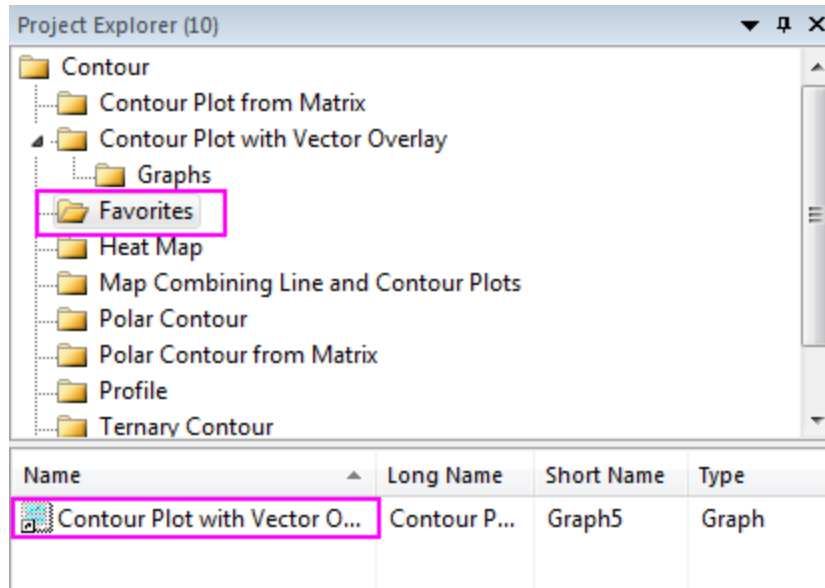 Project Explorer (10)
Contour
Contour Plot from Matrix
Contour Plot with Vector Overlay
Graphs
Favorites
Heat Map
Map Combining Line and Contour Plots
Polar Contour
Polar Contour from Matrix
Profile
Ternary Contour
Name Long Name Short Name Type
Contour Plot with Vector O... Contour P... Graph5 Graph